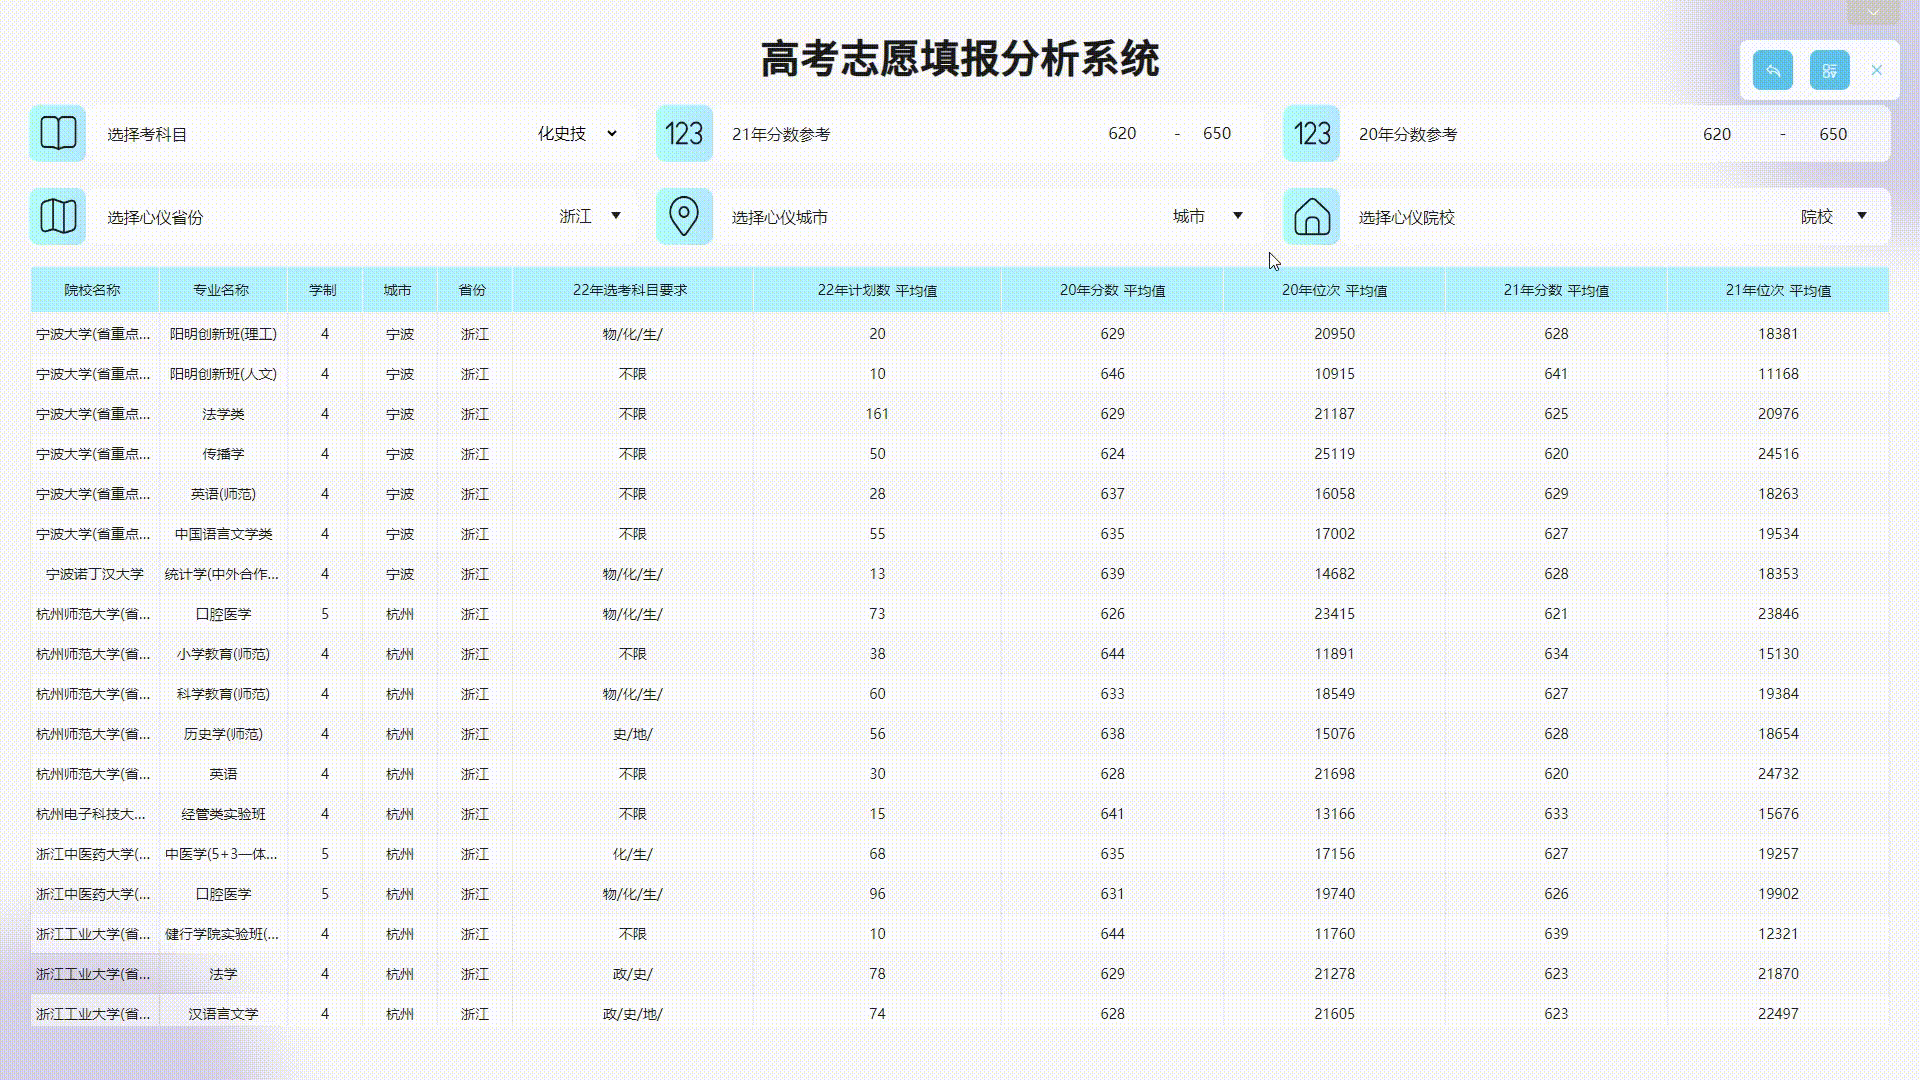 高考志愿填报分析系统
选择考科目 化史技
123 21年分数参考 620 - 650
123 20年分数参考 620 - 650
选择心仪省份 浙江
选择心仪城市 城市
选择心仪院校 院校
院校名称 专业名称 学制 城市 省份 22年选考科目要求 22年计划数 平均值 20年分数 平均值 20年位次 平均值 21年分数 平均值 21年位次 平均值
宁波大学(省重点... 阳明创新班(理工) 4 宁波 浙江 物/化/生/ 20 629 20950 628 18381
宁波大学(省重点... 阳明创新班(人文) 4 宁波 浙江 不限 10 646 10915 641 11168
宁波大学(省重点... 法学类 4 宁波 浙江 不限 161 629 21187 625 20976
宁波大学(省重点... 传播学 4 宁波 浙江 不限 50 624 25119 620 24516
宁波大学(省重点... 英语(师范) 4 宁波 浙江 不限 28 637 16058 629 18263
宁波大学(省重点... 中国语言文学类 4 宁波 浙江 不限 55 635 17002 627 19534
宁波诺丁汉大学 统计学(中外合作... 4 宁波 浙江 物/化/生/ 13 639 14682 628 18353
杭州师范大学(省... 口腔医学 5 杭州 浙江 物/化/生/ 73 626 23415 621 23846
杭州师范大学(省... 小学教育(师范) 4 杭州 浙江 不限 38 644 11891 634 15130
杭州师范大学(省... 科学教育(师范) 4 杭州 浙江 物/化/生/ 60 633 18549 627 19384
杭州师范大学(省... 历史学(师范) 4 杭州 浙江 史/地/ 56 638 15076 628 18654
杭州师范大学(省... 英语 4 杭州 浙江 不限 30 628 21698 620 24732
杭州电子科技大... 经管类实验班 4 杭州 浙江 不限 15 641 13166 633 15676
浙江中医药大学(... 中医学(5+3一体... 5 杭州 浙江 化/生/ 68 635 17156 627 19257
浙江中医药大学(... 口腔医学 5 杭州 浙江 物/化/生/ 96 631 19740 626 19902
浙江工业大学(省... 健行学院实验班(... 4 杭州 浙江 不限 10 644 11760 639 12321
浙江工业大学(省... 法学 4 杭州 浙江 政/史/ 78 629 21278 623 21870
浙江工业大学(省... 汉语言文学 4 杭州 浙江 政/史/地/ 74 628 21605 623 22497